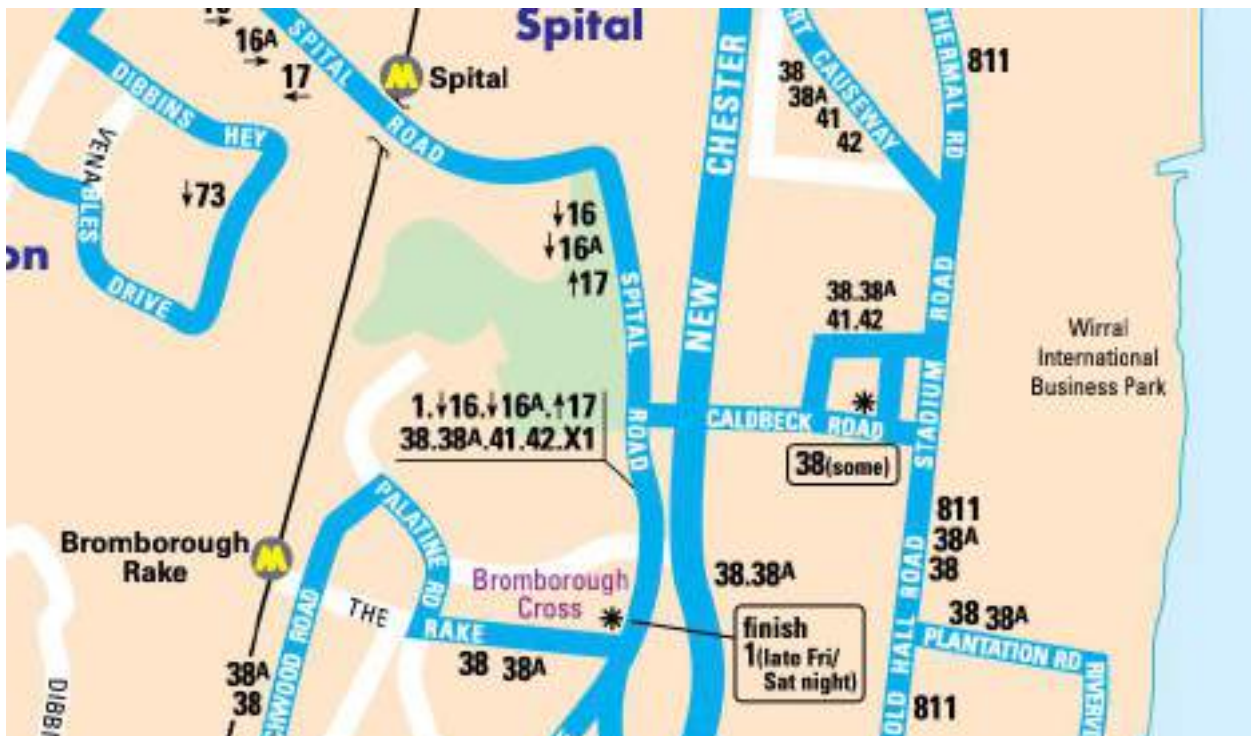 Spital
16A
→
17
←
SPITAL ROAD
Spital
NEW CHESTER
38
38A
41
42
CAUSEWAY
THERMAL RD
811
DIBBINS HEY
VENABLES
DRIVE
↓73
on
↓16
↓16A
↑17
SPITAL ROAD
38.38A
41.42
STADIUM ROAD
Wirral
International
Business Park
1.↓16.↓16A.↑17
38.38A.41.42.X1
CALDBECK ROAD
38(some)
PALATINE RD
Bromborough
Rake
811
38A
38
Bromborough
Cross
38.38A
THE RAKE
finish
1(late Fri/
Sat night)
38 38A
PLANTATION RD
38 38A
38A
38
OLD HALL ROAD
811